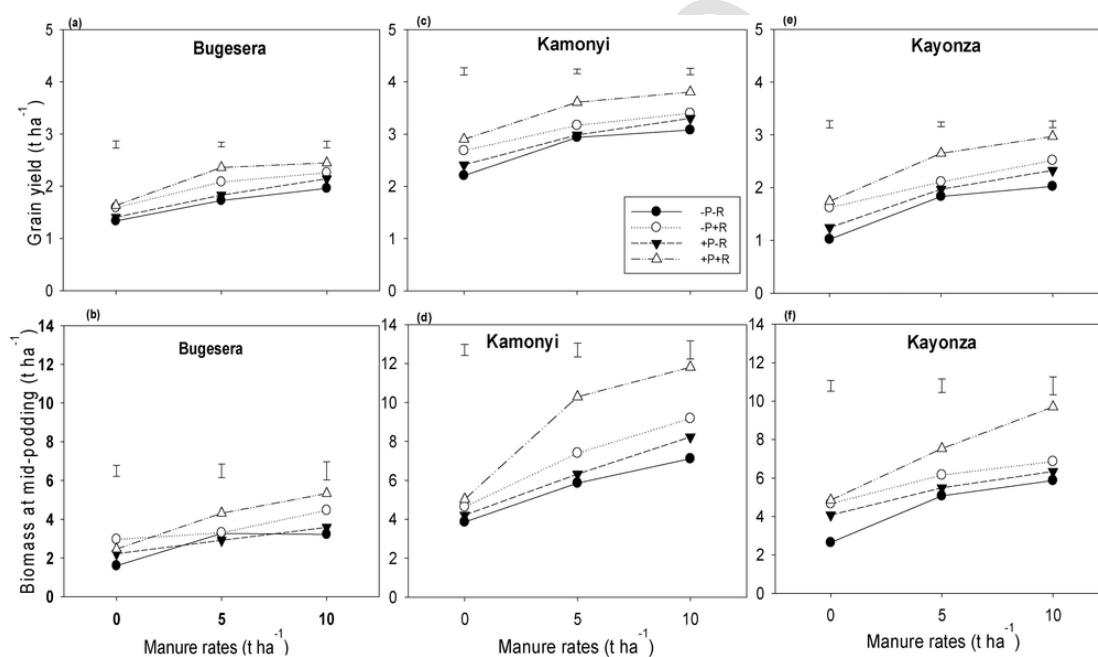 (a)
Bugesera
5
4
3
2
1
0
Grain yield (t ha⁻¹)
(c)
Kamonyi
5
4
3
2
1
0
-P-R
-P+R
+P-R
+P+R
(e)
Kayonza
5
4
3
2
1
0
(b)
Bugesera
14
12
10
8
6
4
2
0
Biomass at mid-podding (t ha⁻¹)
0 5 10
Manure rates (t ha⁻¹)
(d)
Kamonyi
14
12
10
8
6
4
2
0
0 5 10
Manure rates (t ha⁻¹)
(f)
Kayonza
14
12
10
8
6
4
2
0
0 5 10
Manure rates (t ha⁻¹)